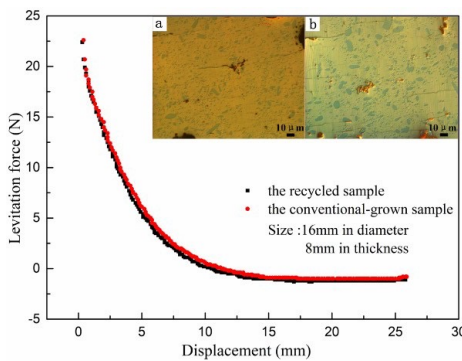 a
b
10 μm
10 μm
25
20
15
10
5
0
-5
Levitation force (N)
the recycled sample
the conventional-grown sample
Size :16mm in diameter
8mm in thickness
0
5
10
15
20
25
30
Displacement (mm)